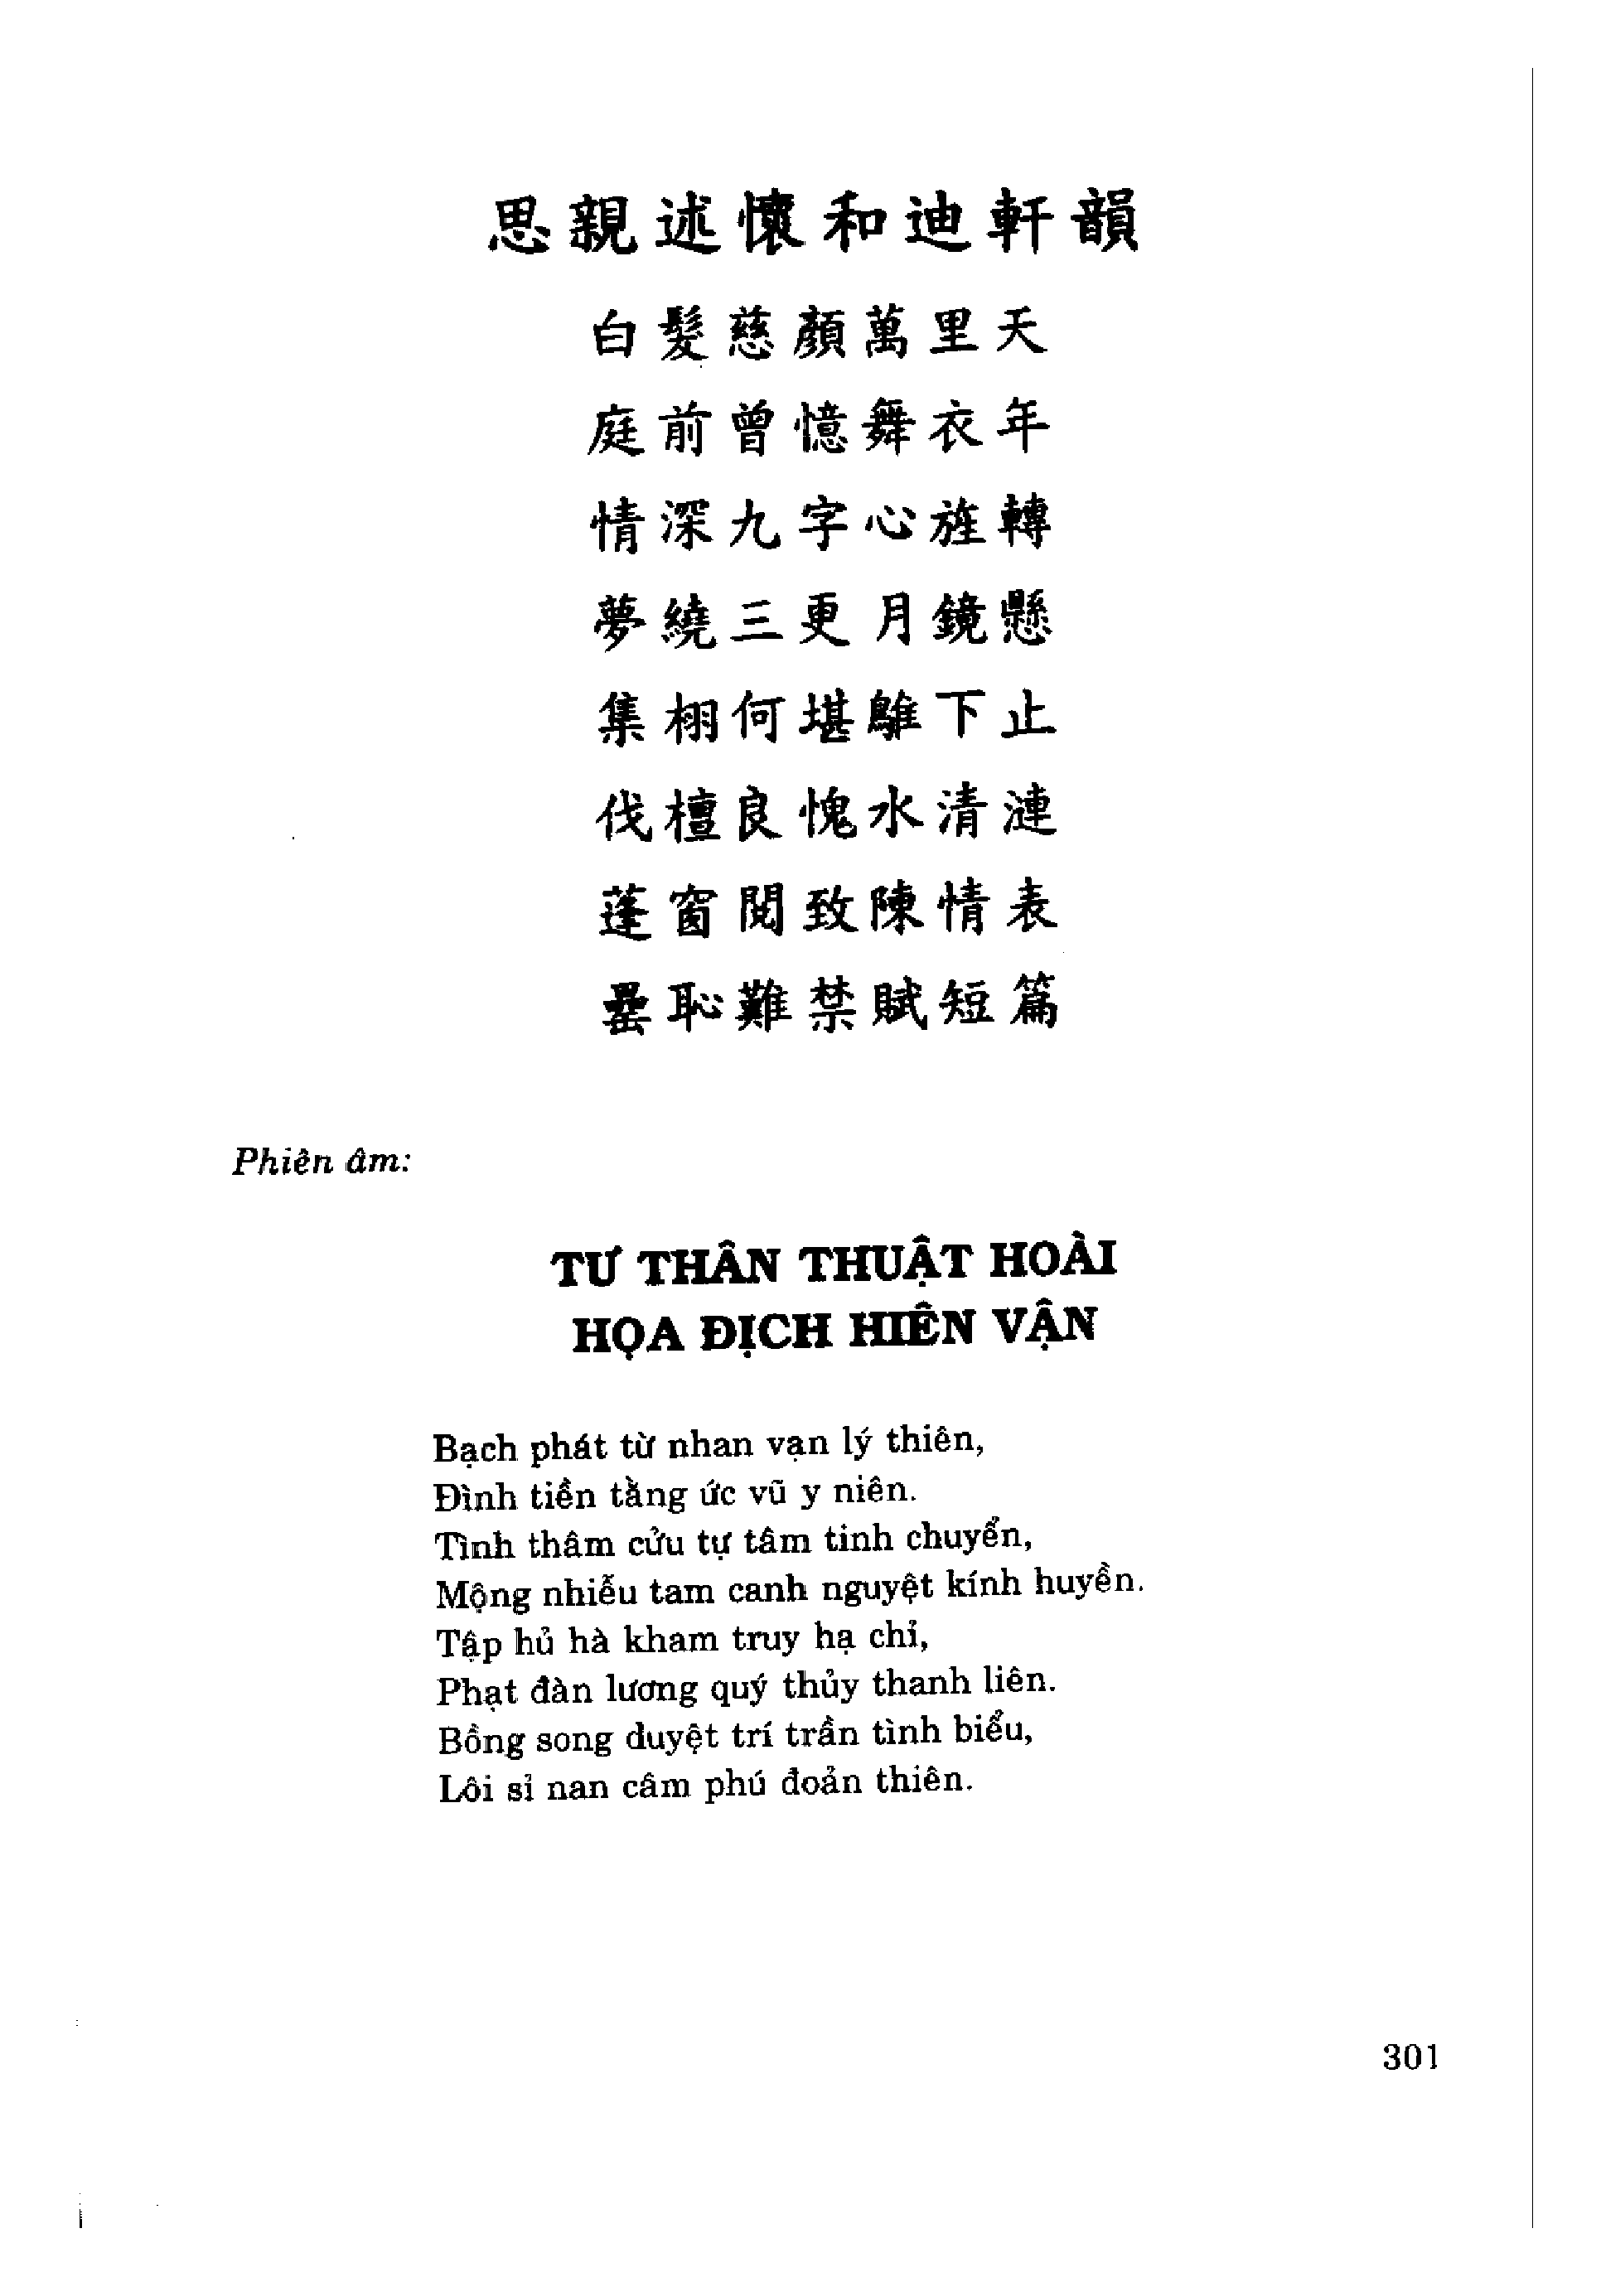 思親述懷和迪軒韻
白髮慈顏萬里天
庭前曾憶舞衣年
情深九字心旌轉
夢繞三更月鏡懸
集栩何堪鵻下止
伐檀良愧水清漣
蓬窗閱致陳情表
罍恥難禁賦短篇
Phiên âm:
TƯ THÂN THUẬT HOÀI
HỌA ĐỊCH HIÊN VẬN
Bạch phát từ nhan vạn lý thiên,
Đình tiền tằng ức vũ y niên.
Tình thâm cửu tự tâm tinh chuyển,
Mộng nhiễu tam canh nguyệt kính huyền.
Tập hủ hà kham truy hạ chỉ,
Phạt đàn lương quý thủy thanh liên.
Bồng song duyệt trí trần tình biểu,
Lôi sỉ nan câm phú đoản thiên.
301